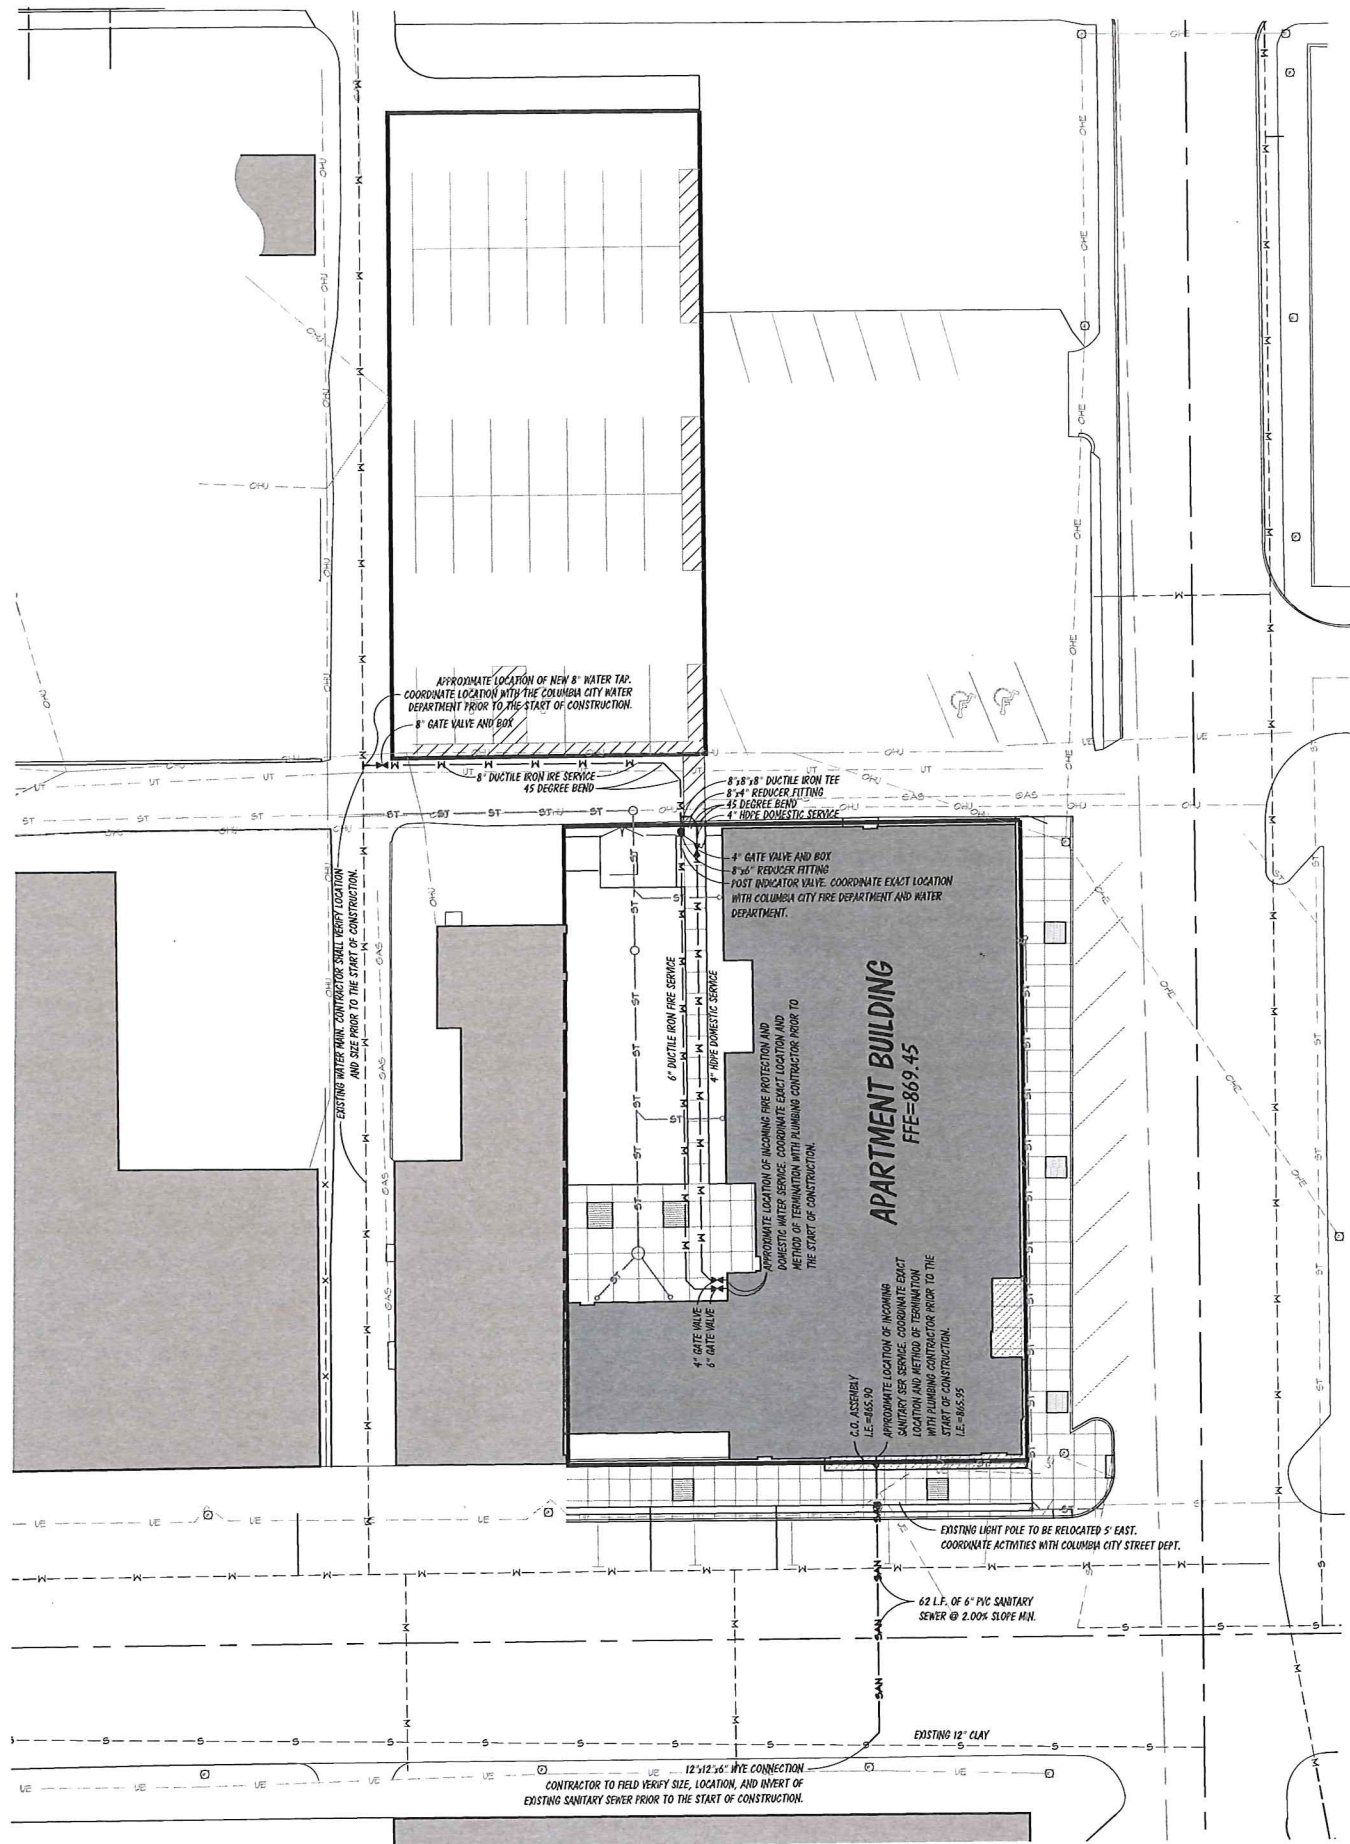 APPROXIMATE LOCATION OF NEW 8" WATER TAP.
COORDINATE LOCATION WITH THE COLUMBIA CITY WATER
DEPARTMENT PRIOR TO THE START OF CONSTRUCTION.
8" GATE VALVE AND BOX
8" DUCTILE IRON IRE SERVICE
45 DEGREE BEND
8"x8"x8" DUCTILE IRON TEE
8"x4" REDUCER FITTING
45 DEGREE BEND
4" HDPE DOMESTIC SERVICE
4" GATE VALVE AND BOX
8"x6" REDUCER FITTING
POST INDICATOR VALVE. COORDINATE EXACT LOCATION
WITH COLUMBIA CITY FIRE DEPARTMENT AND WATER
DEPARTMENT.
EXISTING WATER MAIN. CONTRACTOR SHALL VERIFY LOCATION
AND SIZE PRIOR TO THE START OF CONSTRUCTION.
6" DUCTILE IRON FIRE SERVICE
4" HDPE DOMESTIC SERVICE
APPROXIMATE LOCATION OF INCOMING FIRE PROTECTION AND
DOMESTIC WATER SERVICE. COORDINATE EXACT LOCATION AND
METHOD OF TERMINATION WITH PLUMBING CONTRACTOR PRIOR TO
THE START OF CONSTRUCTION.
APARTMENT BUILDING
FFE=869.45
4" GATE VALVE
6" GATE VALVE
C.O. ASSEMBLY
I.E.=865.90
APPROXIMATE LOCATION OF INCOMING
SANITARY SER SERVICE. COORDINATE EXACT
LOCATION AND METHOD OF TERMINATION
WITH PLUMBING CONTRACTOR PRIOR TO THE
START OF CONSTRUCTION.
I.E.=865.95
EXISTING LIGHT POLE TO BE RELOCATED 5' EAST.
COORDINATE ACTIVITIES WITH COLUMBIA CITY STREET DEPT.
62 L.F. OF 6" PVC SANITARY
SEWER @ 2.00% SLOPE MIN.
EXISTING 12" CLAY
12"x12"x6" WYE CONNECTION
CONTRACTOR TO FIELD VERIFY SIZE, LOCATION, AND INVERT OF
EXISTING SANITARY SEWER PRIOR TO THE START OF CONSTRUCTION.